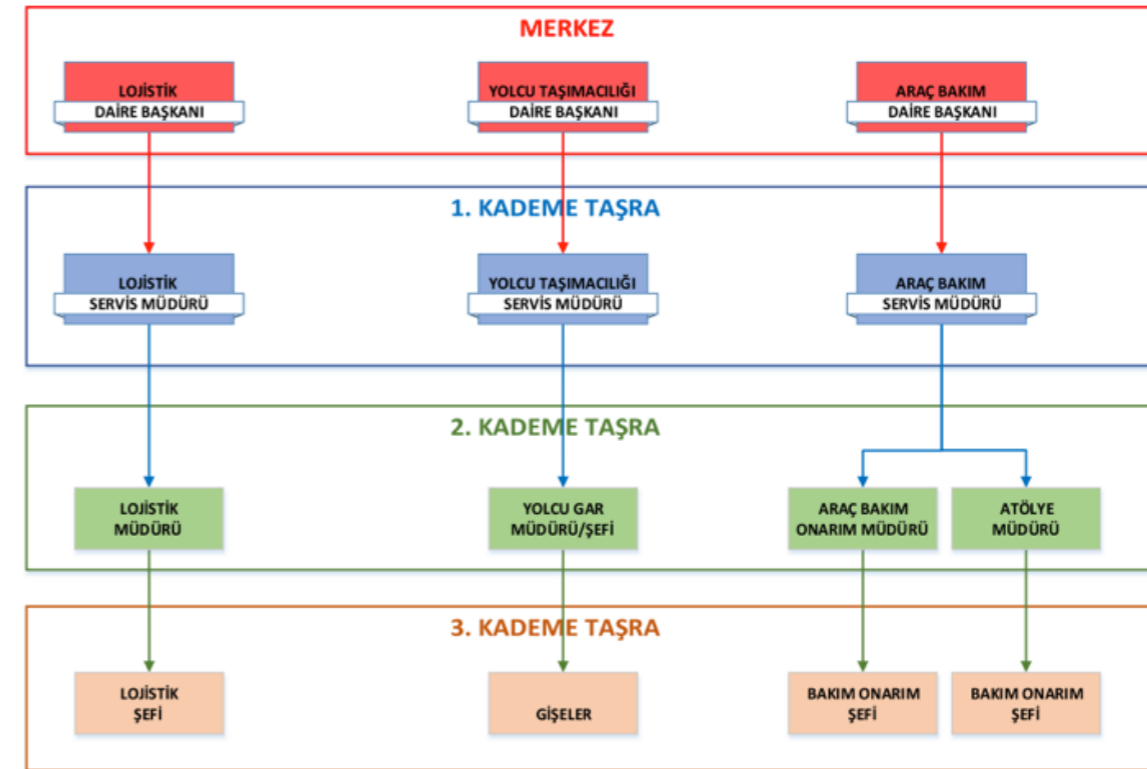 MERKEZ
LOJİSTİK
DAİRE BAŞKANI
YOLCU TAŞIMACILIĞI
DAİRE BAŞKANI
ARAÇ BAKIM
DAİRE BAŞKANI
1. KADEME TAŞRA
LOJİSTİK
SERVİS MÜDÜRÜ
YOLCU TAŞIMACILIĞI
SERVİS MÜDÜRÜ
ARAÇ BAKIM
SERVİS MÜDÜRÜ
2. KADEME TAŞRA
LOJİSTİK
MÜDÜRÜ
YOLCU GAR
MÜDÜRÜ/ŞEFİ
ARAÇ BAKIM
ONARIM MÜDÜRÜ
ATÖLYE
MÜDÜRÜ
3. KADEME TAŞRA
LOJİSTİK
ŞEFİ
GİŞELER
BAKIM ONARIM
ŞEFİ
BAKIM ONARIM
ŞEFİ